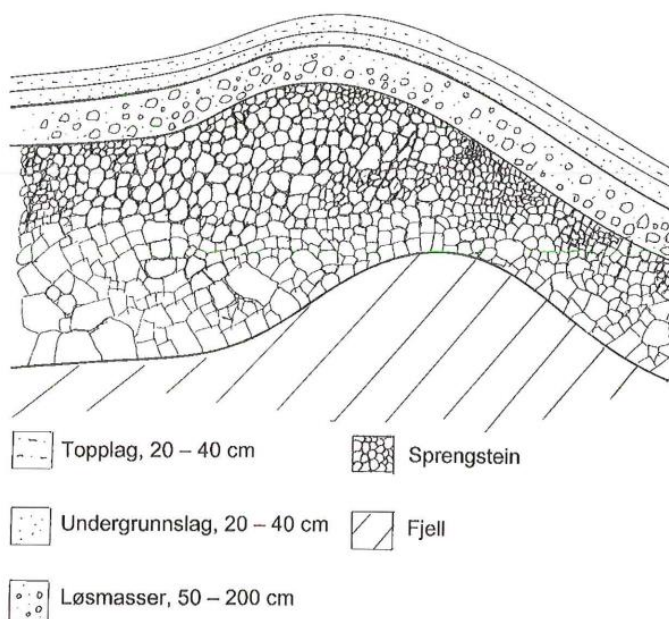 Topplag, 20 – 40 cm
Sprengstein
Undergrunnslag, 20 – 40 cm
Fjell
Løsmasser, 50 – 200 cm